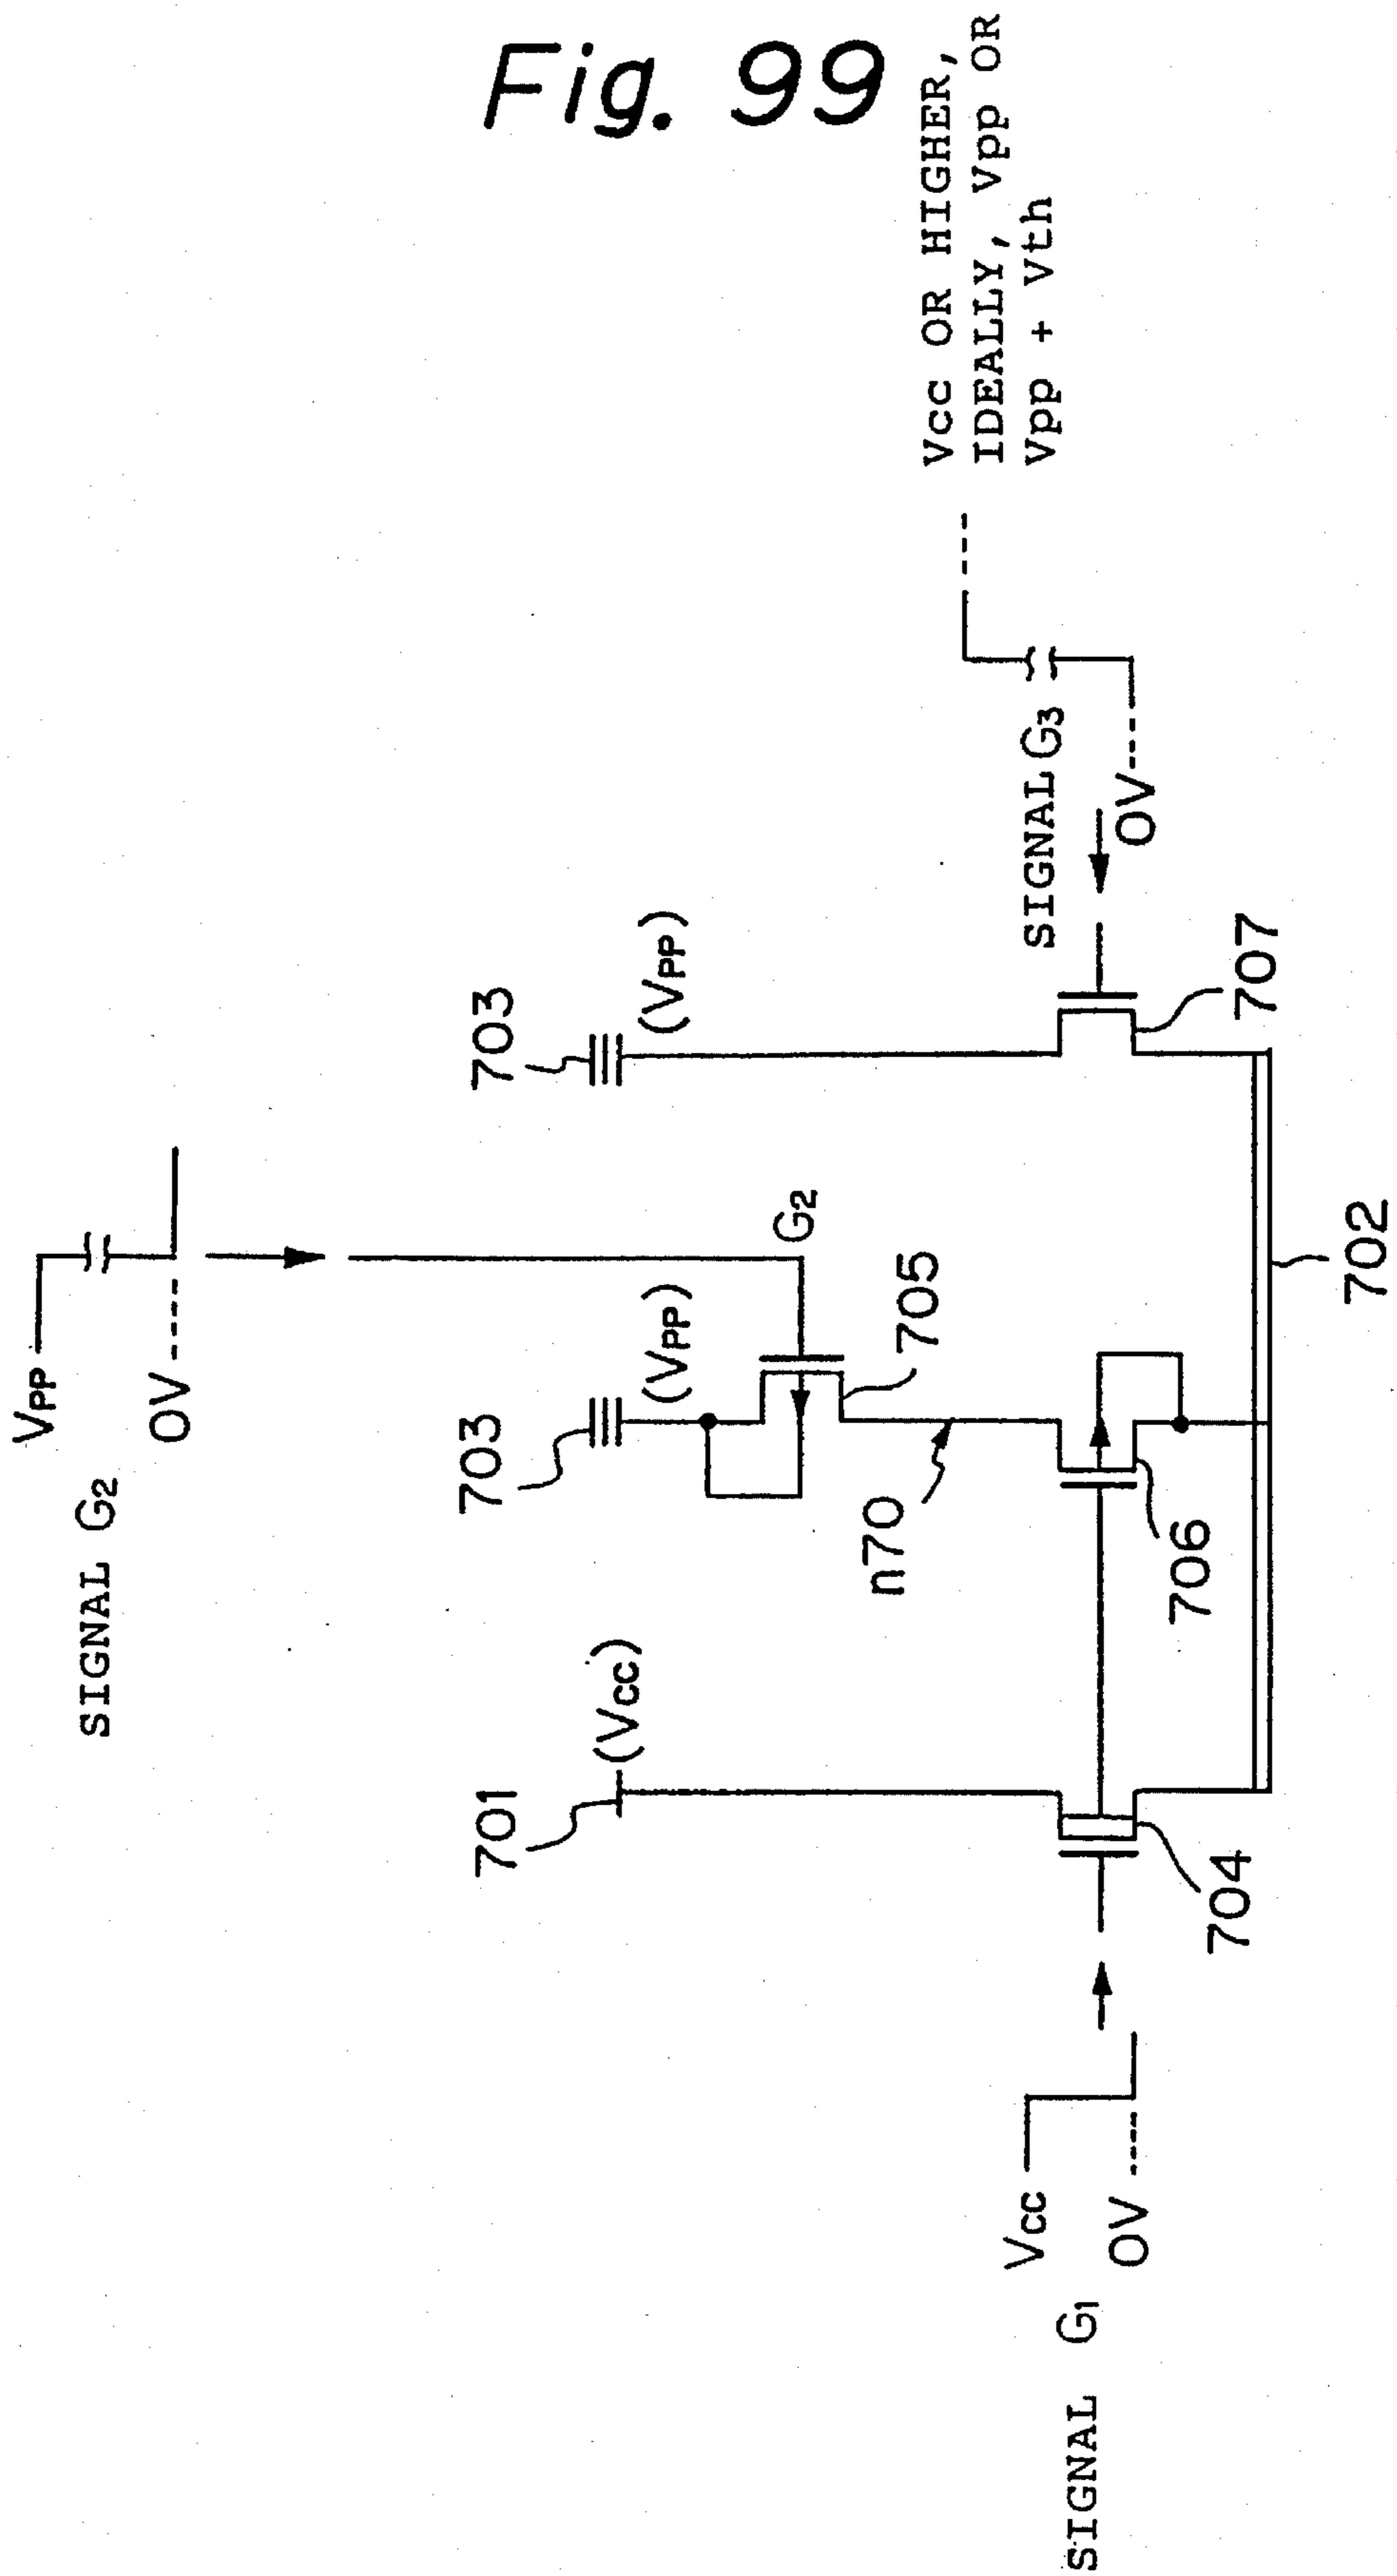 Fig. 99
SIGNAL G2
VPP
0V
VCC OR HIGHER,
IDEALLY, Vpp OR
Vpp + Vth
701
(VCC)
703
(VPP)
703
(VPP)
G2
705
n70
SIGNAL G3
0V
SIGNAL G1
VCC
0V
704
706
702
707